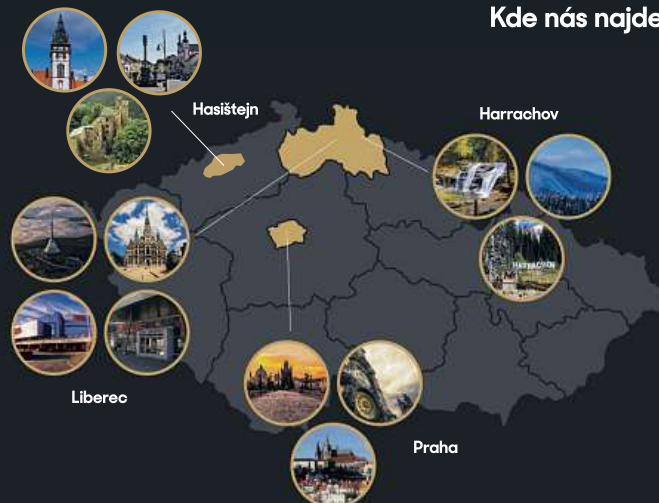 Kde nás najde
Hasištejn
Harrachov
HARRACHOV
Liberec
Praha